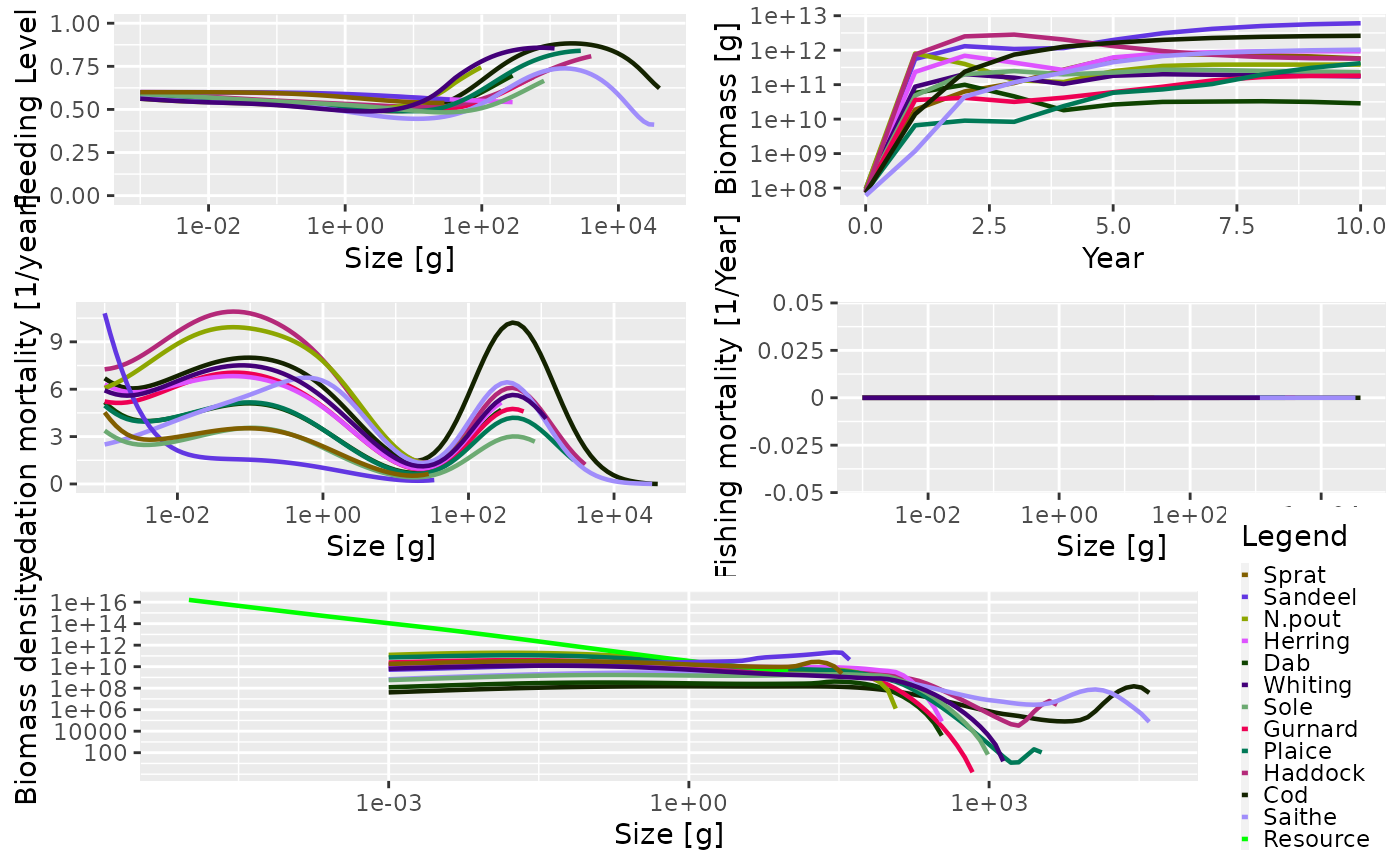 Feeding Level
1.00
0.75
0.50
0.25
0.00
1e-02 1e+00 1e+02 1e+04
Size [g]
Biomass [g]
1e+13
1e+12
1e+11
1e+10
1e+09
1e+08
0.0 2.5 5.0 7.5 10.0
Year
edation mortality [1/year]
9
6
3
0
1e-02 1e+00 1e+02 1e+04
Size [g]
Fishing mortality [1/Year]
0.05
0.025
0
-0.025
-0.05
1e-02 1e+00 1e+02
Size [g]
Biomass density
1e+16
1e+14
1e+12
1e+10
1e+08
1e+06
10000
100
1e-03 1e+00 1e+03
Size [g]
Legend
Sprat
Sandeel
N.pout
Herring
Dab
Whiting
Sole
Gurnard
Plaice
Haddock
Cod
Saithe
Resource